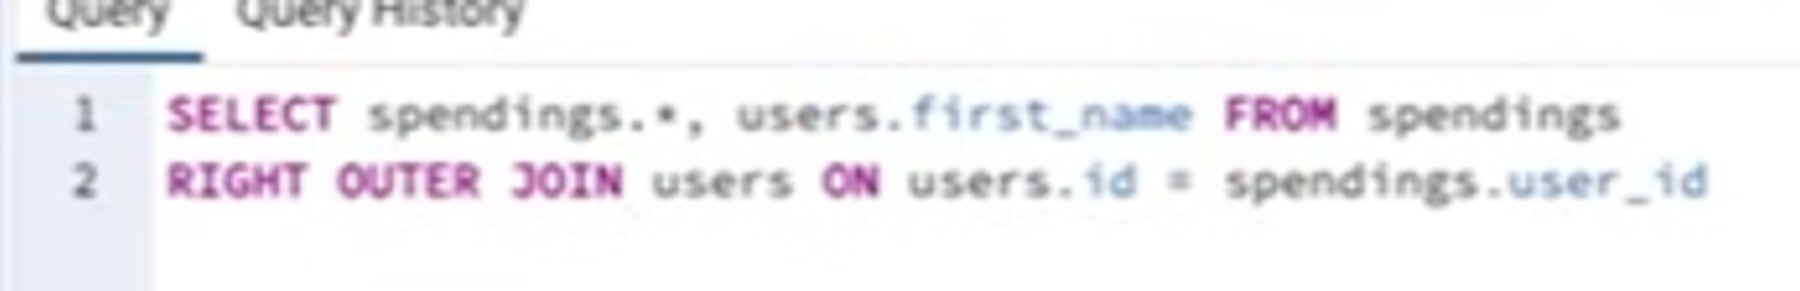 Query Query History
1 SELECT spendings.*, users.first_name FROM spendings
2 RIGHT OUTER JOIN users ON users.id = spendings.user_id